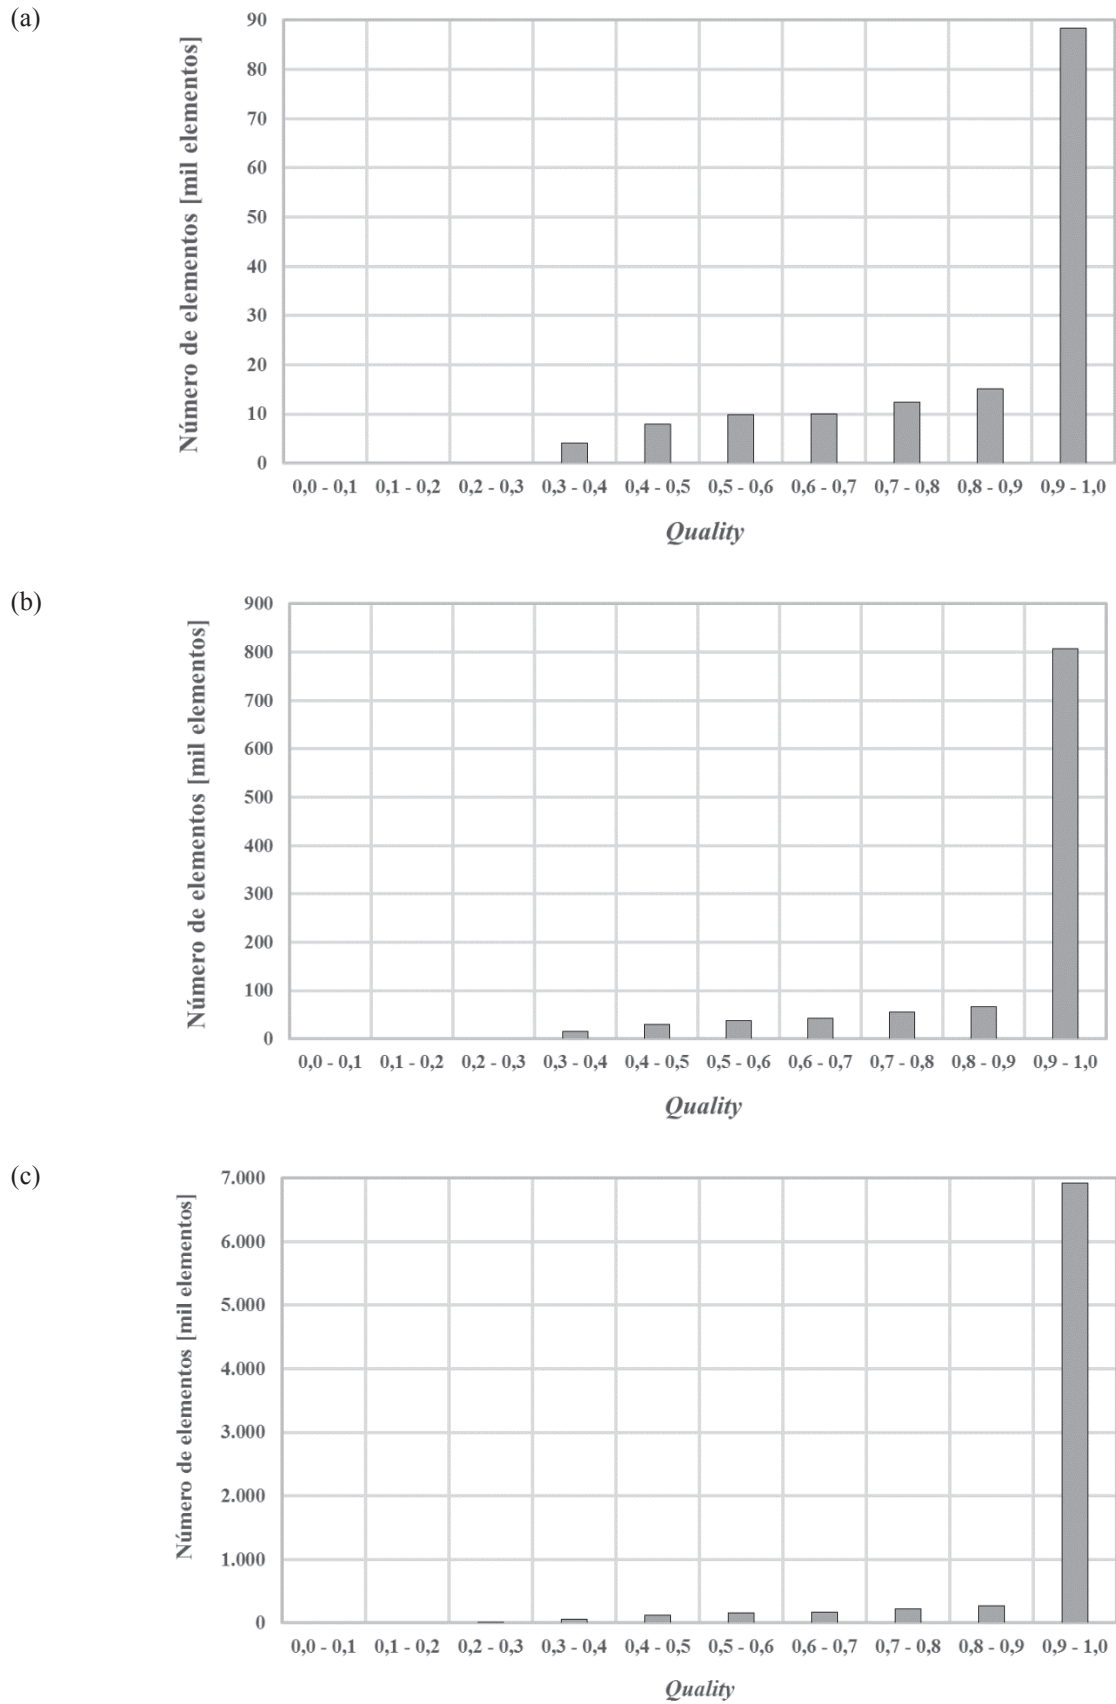 (a)
Número de elementos [mil elementos]
90
80
70
60
50
40
30
20
10
0
0,0 - 0,1 0,1 - 0,2 0,2 - 0,3 0,3 - 0,4 0,4 - 0,5 0,5 - 0,6 0,6 - 0,7 0,7 - 0,8 0,8 - 0,9 0,9 - 1,0
Quality
(b)
Número de elementos [mil elementos]
900
800
700
600
500
400
300
200
100
0
0,0 - 0,1 0,1 - 0,2 0,2 - 0,3 0,3 - 0,4 0,4 - 0,5 0,5 - 0,6 0,6 - 0,7 0,7 - 0,8 0,8 - 0,9 0,9 - 1,0
Quality
(c)
Número de elementos [mil elementos]
7.000
6.000
5.000
4.000
3.000
2.000
1.000
0
0,0 - 0,1 0,1 - 0,2 0,2 - 0,3 0,3 - 0,4 0,4 - 0,5 0,5 - 0,6 0,6 - 0,7 0,7 - 0,8 0,8 - 0,9 0,9 - 1,0
Quality